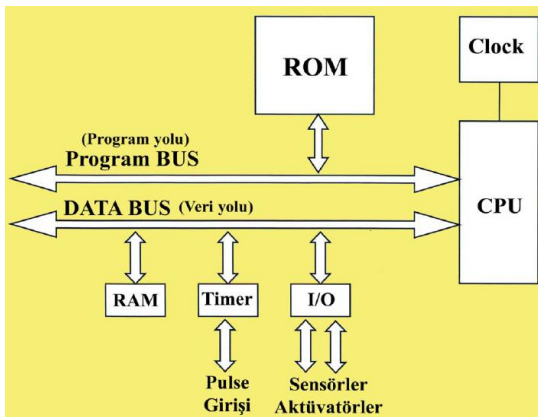 ROM
Clock
(Program yolu)
Program BUS
CPU
DATA BUS (Veri yolu)
RAM
Timer
I/O
Pulse
Girişi
Sensörler
Aktüvatörler